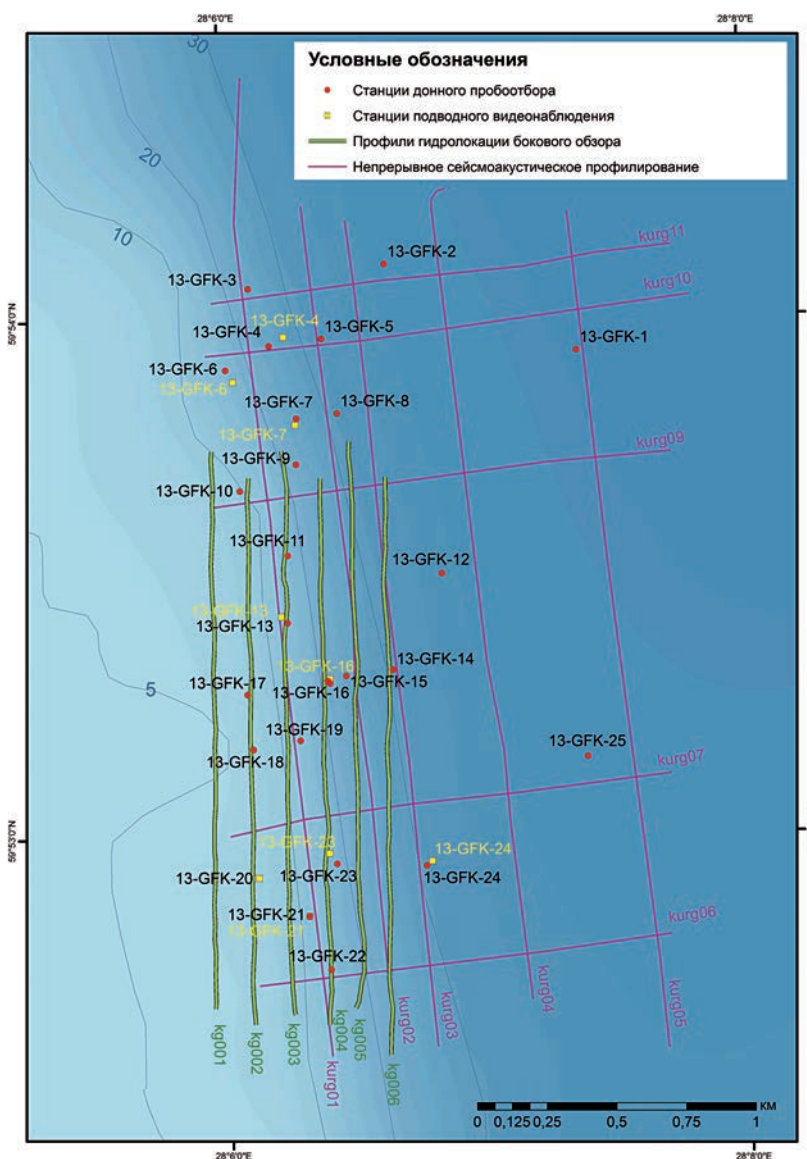 28°6'0"E
28°8'0"E
30
Условные обозначения
Станции донного пробоотбора
Станции подводного видеонаблюдения
Профили гидролокации бокового обзора
Непрерывное сейсмоакустическое профилирование
20
10
kurg11
13-GFK-2
13-GFK-3
kurg10
59°54'0"N
13-GFK-4
13-GFK-4
13-GFK-5
13-GFK-1
13-GFK-6
13-GFK-6
13-GFK-7
13-GFK-8
13-GFK-7
kurg09
13-GFK-9
13-GFK-10
13-GFK-11
13-GFK-12
13-GFK-13
13-GFK-13
13-GFK-14
13-GFK-16
13-GFK-15
13-GFK-17
13-GFK-16
5
13-GFK-19
13-GFK-25
13-GFK-18
kurg07
59°53'0"N
13-GFK-23
13-GFK-24
13-GFK-23
13-GFK-24
13-GFK-20
13-GFK-21
kurg06
13-GFK-21
13-GFK-22
kg001
kg002
kg003
kg004
kg005
kg006
kurg01
kurg02
kurg03
kurg04
kurg05
КМ
0 0,125 0,25 0,5 0,75 1
28°6'0"E
28°8'0"E